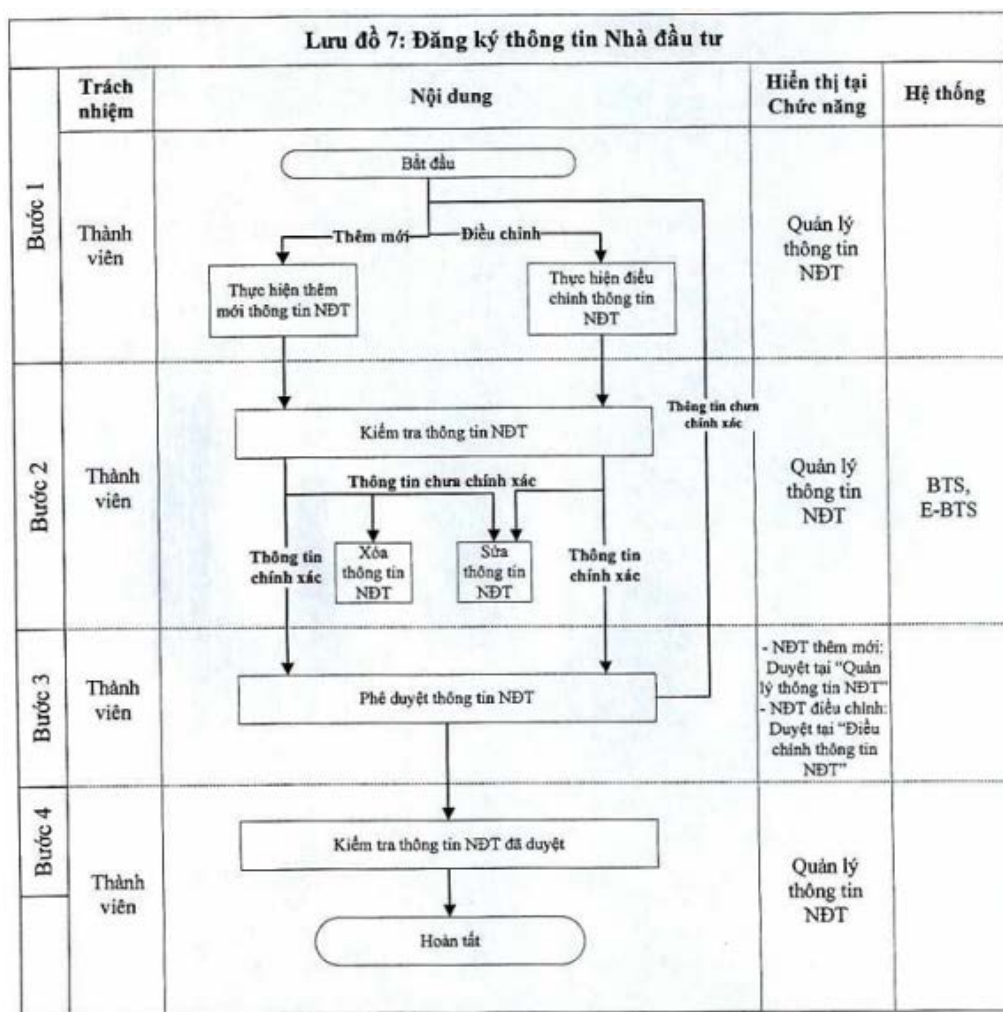 Lưu đồ 7: Đăng ký thông tin Nhà đầu tư
Trách
nhiệm
Nội dung
Hiển thị tại
Chức năng
Hệ thống
Bước 1
Thành
viên
Bắt đầu
Thêm mới
Điều chỉnh
Thực hiện thêm
mới thông tin NĐT
Thực hiện điều
chỉnh thông tin
NĐT
Quản lý
thông tin
NĐT
Bước 2
Thành
viên
Kiểm tra thông tin NĐT
Thông tin chưa
chính xác
Thông tin chưa chính xác
Thông tin
chính xác
Xóa
thông tin
NĐT
Sửa
thông tin
NĐT
Thông tin
chính xác
Quản lý
thông tin
NĐT
BTS,
E-BTS
Bước 3
Thành
viên
Phê duyệt thông tin NĐT
- NĐT thêm mới:
Duyệt tại “Quản
lý thông tin NĐT”
- NĐT điều chỉnh:
Duyệt tại “Điều
chỉnh thông tin
NĐT”
Bước 4
Thành
viên
Kiểm tra thông tin NĐT đã duyệt
Hoàn tất
Quản lý
thông tin
NĐT